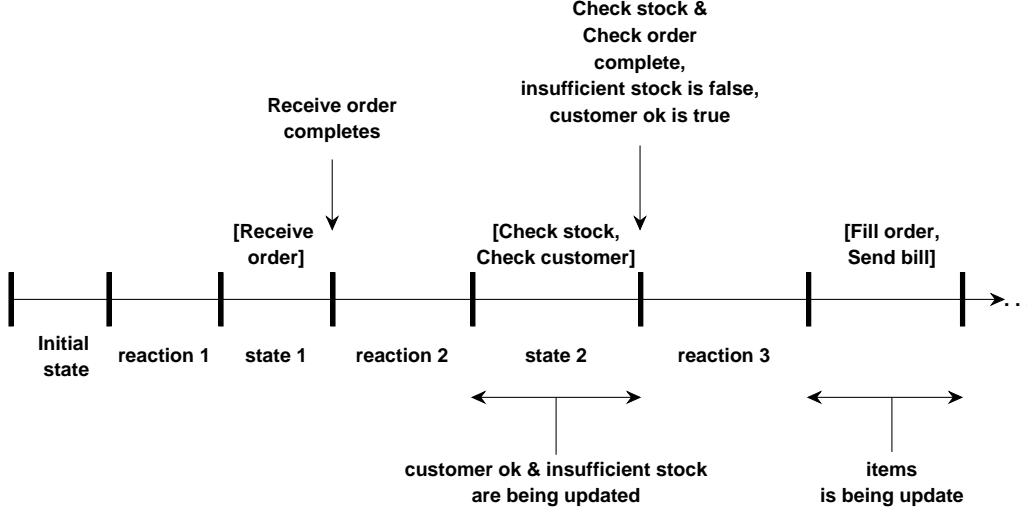 Check stock &
Check order
complete,
insufficient stock is false,
customer ok is true
Receive order
completes
[Receive
order]
[Check stock,
Check customer]
[Fill order,
Send bill]
. . .
Initial
state
reaction 1
state 1
reaction 2
state 2
reaction 3
customer ok & insufficient stock
are being updated
items
is being update